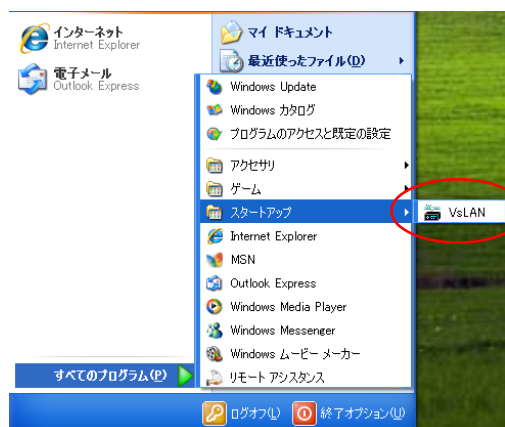 インターネット
Internet Explorer
電子メール
Outlook Express
マイ ドキュメント
最近使ったファイル(D)
Windows Update
Windows カタログ
プログラムのアクセスと既定の設定
アクセサリ
ゲーム
スタートアップ
VsLAN
Internet Explorer
MSN
Outlook Express
Windows Media Player
Windows Messenger
Windows ムービー メーカー
リモート アシスタンス
すべてのプログラム(P)
ログオフ(L)
終了オプション(U)